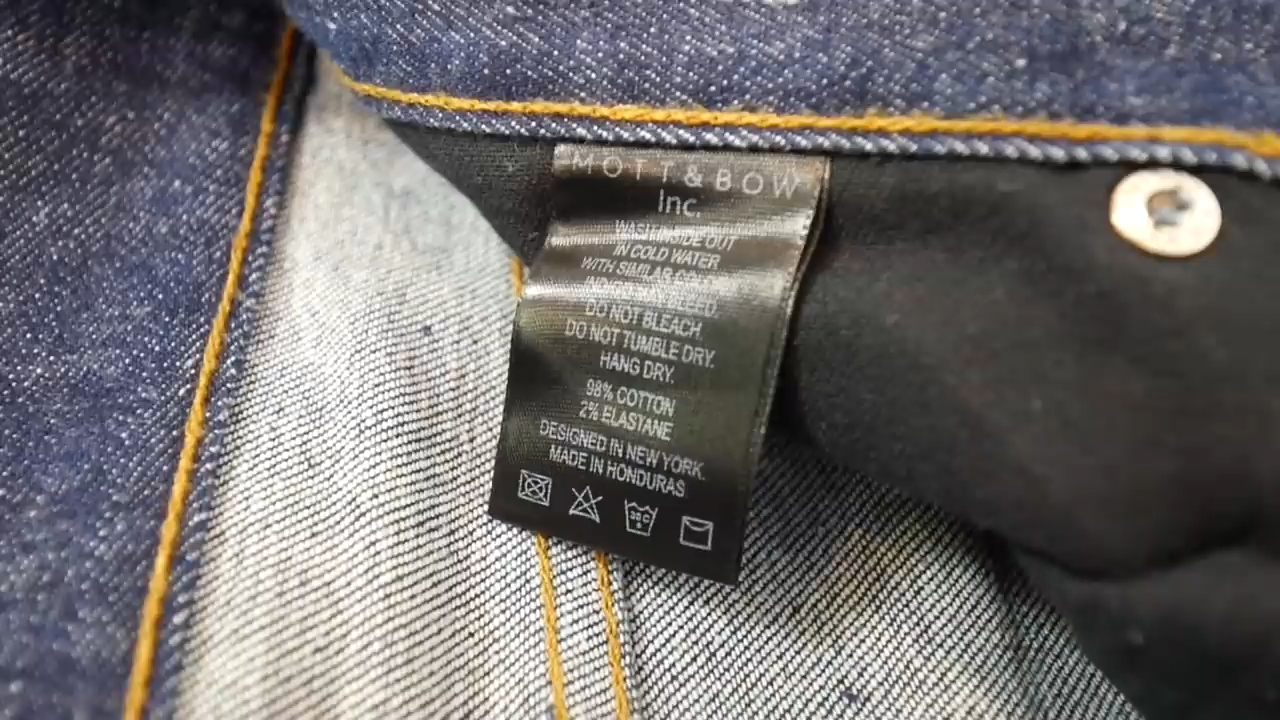 MOTT & BOW
Inc.
WASH INSIDE OUT
IN COLD WATER
WITH SIMILAR
DO NOT BLEACH.
DO NOT TUMBLE DRY.
HANG DRY.
98% COTTON
2% ELASTANE
DESIGNED IN NEW YORK.
MADE IN HONDURAS
30C